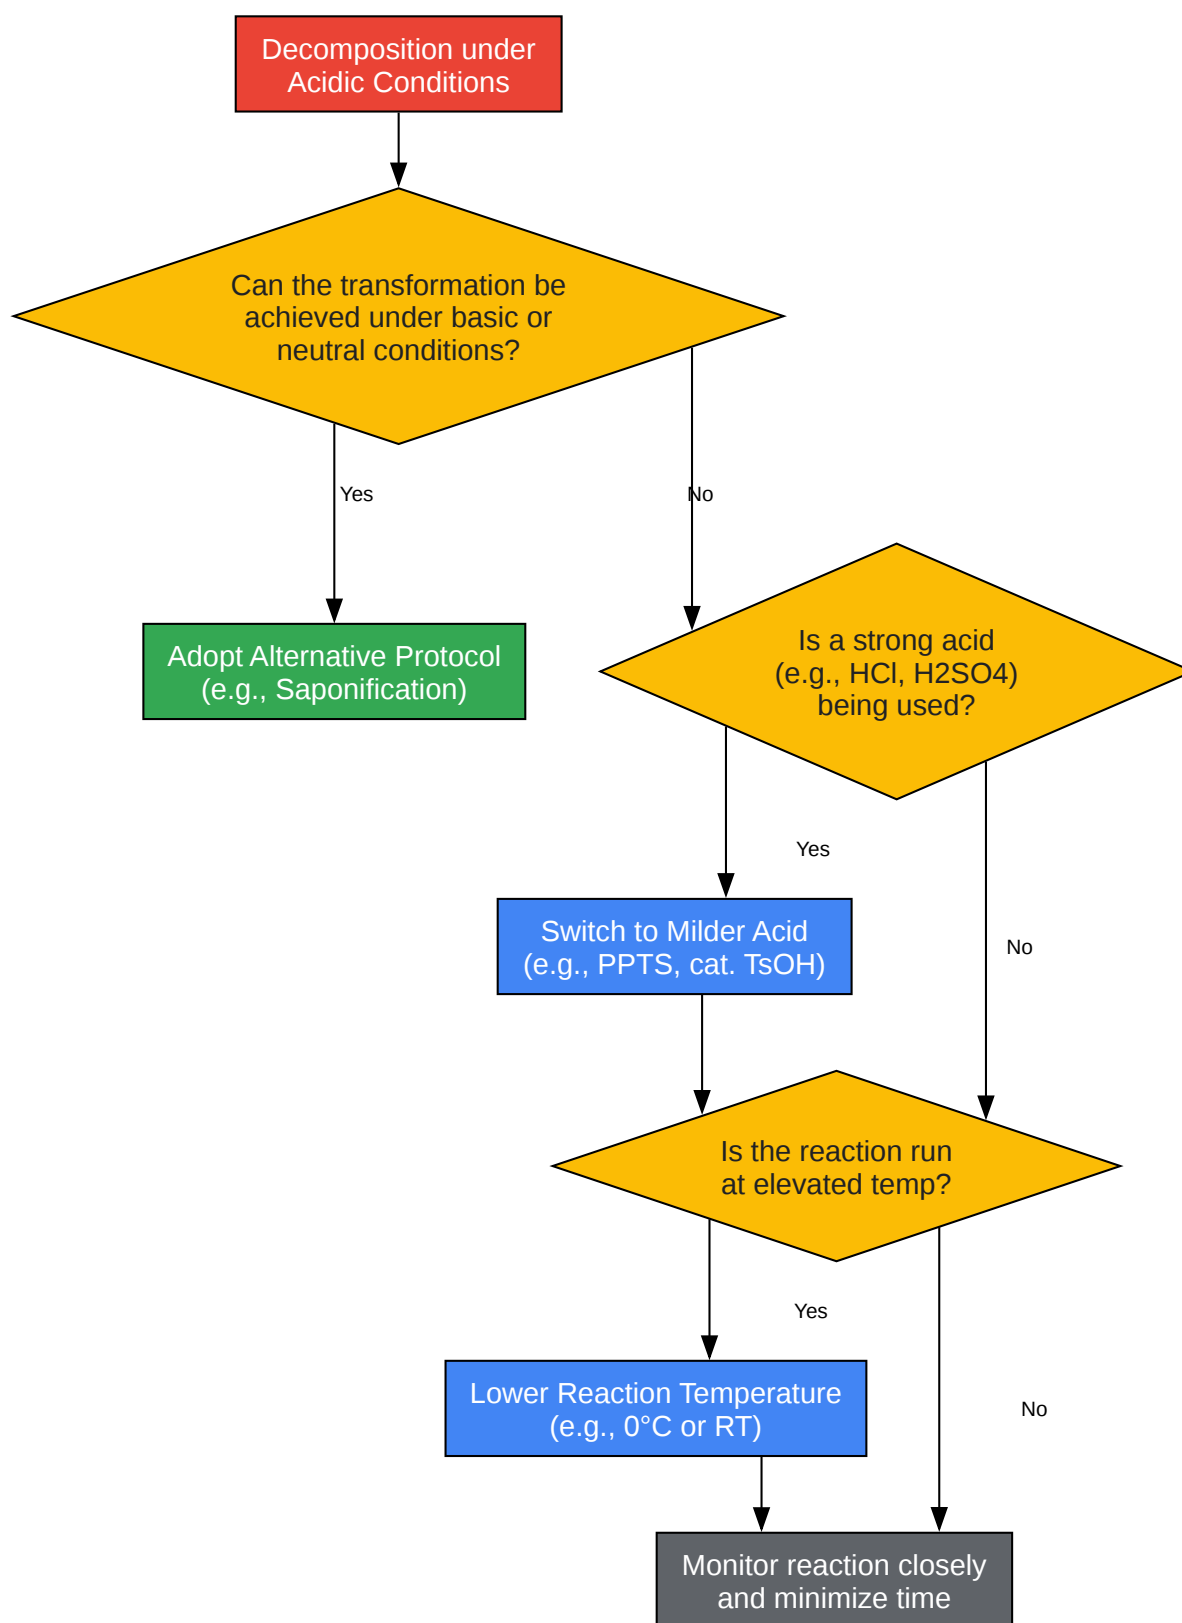 Decomposition under
Acidic Conditions
Can the transformation be
achieved under basic or
neutral conditions?
Yes
No
Adopt Alternative Protocol
(e.g., Saponification)
Is a strong acid
(e.g., HCl, H2SO4)
being used?
Yes
Switch to Milder Acid
(e.g., PPTS, cat. TsOH)
No
Is the reaction run
at elevated temp?
Yes
Lower Reaction Temperature
(e.g., 0°C or RT)
No
Monitor reaction closely
and minimize time